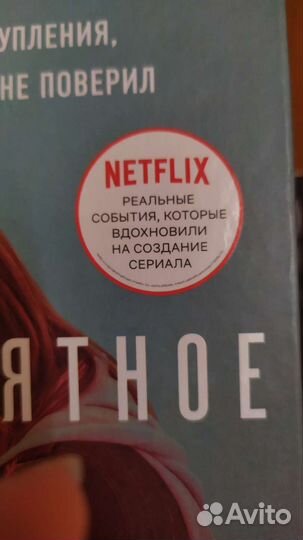 УПЛЕНИЯ,
НЕ ПОВЕРИЛ
NETFLIX
РЕАЛЬНЫЕ
СОБЫТИЯ, КОТОРЫЕ
ВДОХНОВИЛИ
НА СОЗДАНИЕ
СЕРИАЛА
ЯТНОЕ
Avito